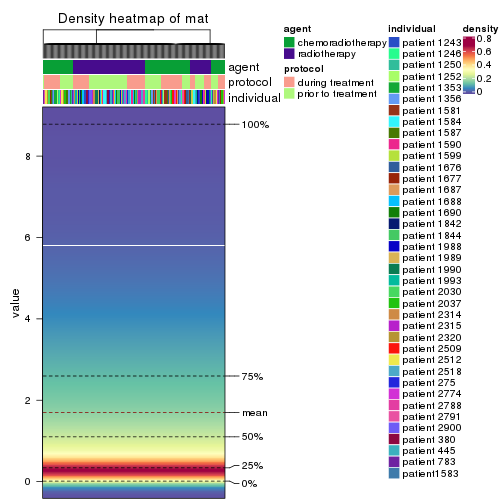 Density heatmap of mat
agent
protocol
individual
100%
75%
mean
50%
25%
0%
8
6
4
2
0
value
agent
chemoradiotherapy
radiotherapy
protocol
during treatment
prior to treatment
individual
patient 1243
patient 1246
patient 1250
patient 1252
patient 1353
patient 1356
patient 1581
patient 1584
patient 1587
patient 1590
patient 1599
patient 1676
patient 1677
patient 1687
patient 1688
patient 1690
patient 1842
patient 1844
patient 1988
patient 1989
patient 1990
patient 1993
patient 2030
patient 2037
patient 2314
patient 2315
patient 2320
patient 2509
patient 2512
patient 2518
patient 275
patient 2774
patient 2788
patient 2791
patient 2900
patient 380
patient 445
patient 783
patient1583
density
0.8
0.6
0.4
0.2
0